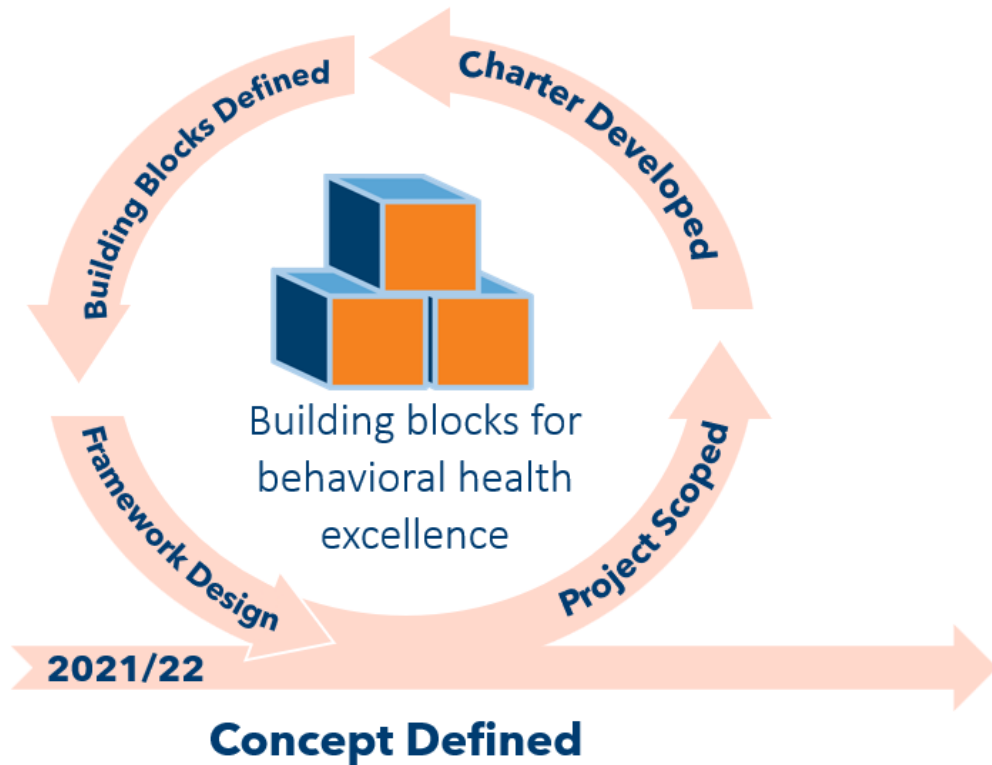 Charter Developed
Building Blocks Defined
Building blocks for
behavioral health
excellence
Framework Design
Project Scoped
2021/22
Concept Defined